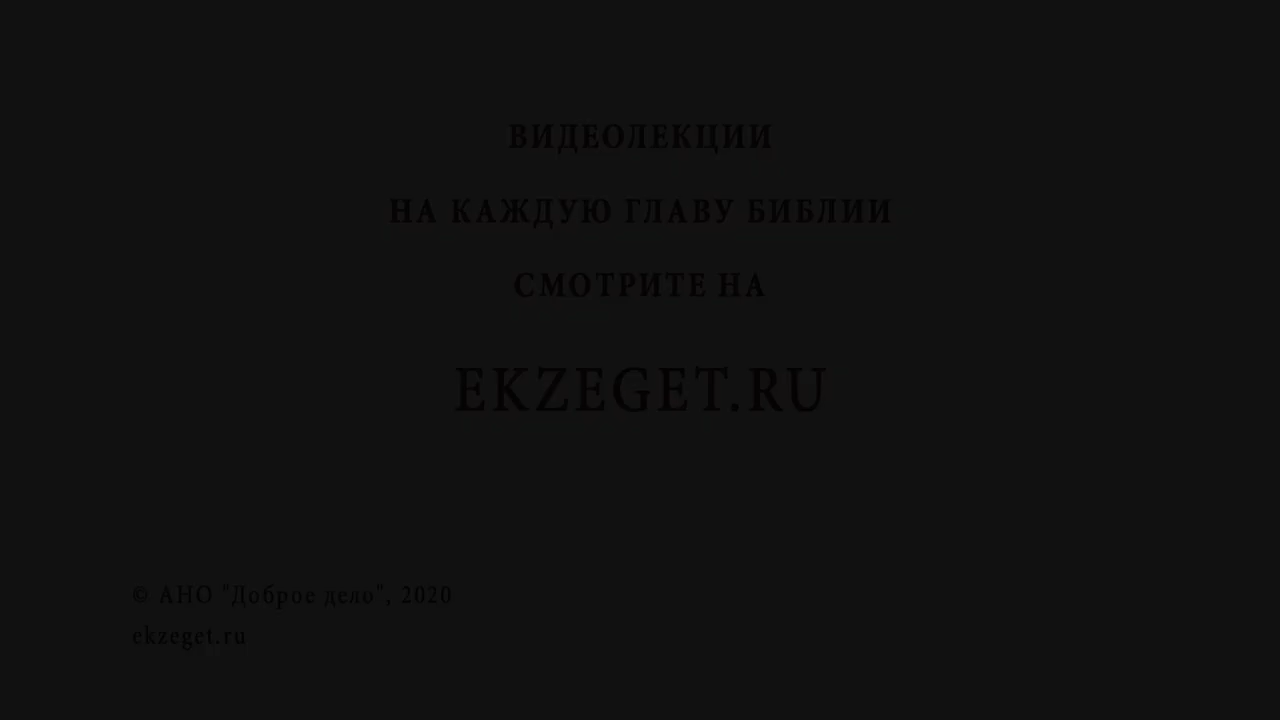 ВИДЕОЛЕКЦИИ
НА КАЖДУЮ ГЛАВУ БИБЛИИ
СМОТРИТЕ НА
EKZEGET.RU
© АНО "Доброе дело", 2020
ekzeget.ru